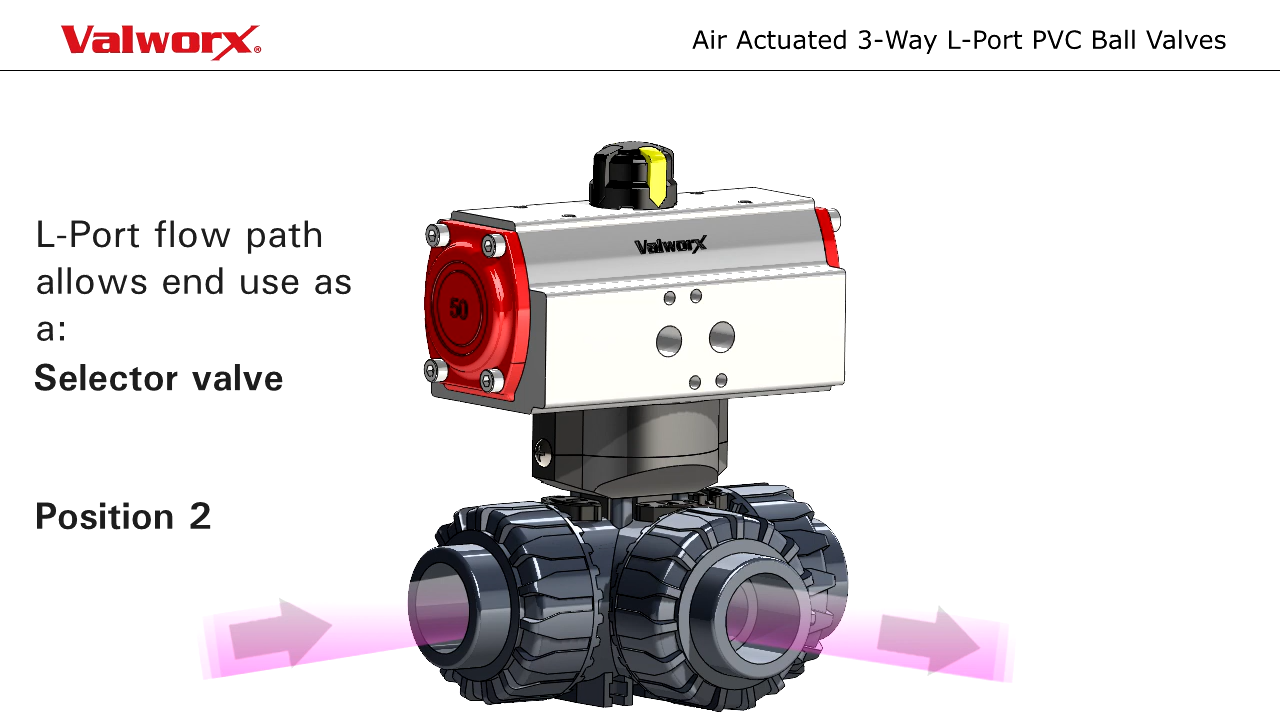 Valworx®
Air Actuated 3-Way L-Port PVC Ball Valves
L-Port flow path
allows end use as
a:
Selector valve
Position 2
Valworx
50